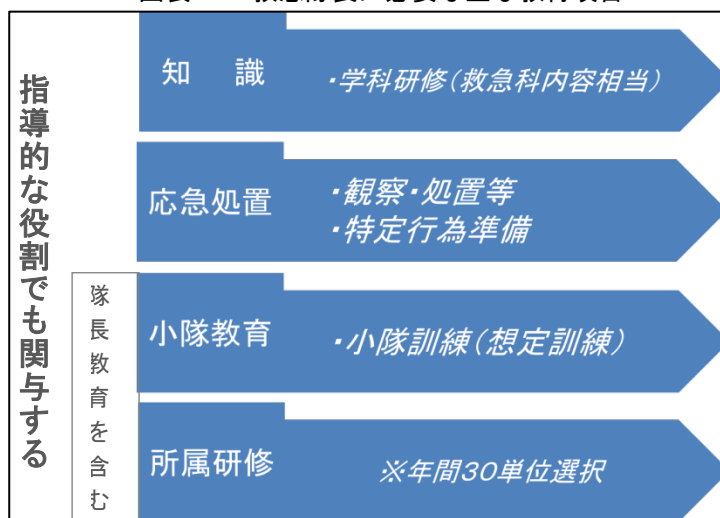 指導的な役割でも関与する
隊長教育を含む
知 識
・学科研修(救急科内容相当)
応急処置
・観察・処置等
・特定行為準備
小隊教育
・小隊訓練(想定訓練)
所属研修
※年間30単位選択